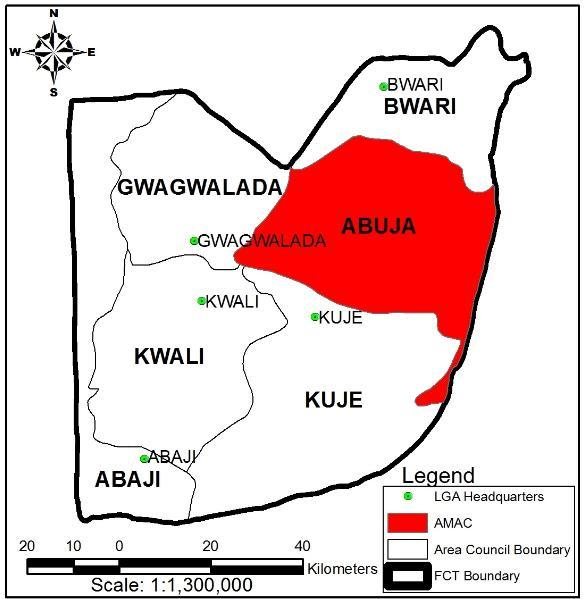 N
W E
S
BWARI
BWARI
GWAGWALADA
ABUJA
GWAGWALADA
KWALI
KUJE
KWALI
KUJE
ABAJI
ABAJI
Legend
LGA Headquarters
AMAC
Area Council Boundary
FCT Boundary
20 10 0 20 40
Kilometers
Scale: 1:1,300,000